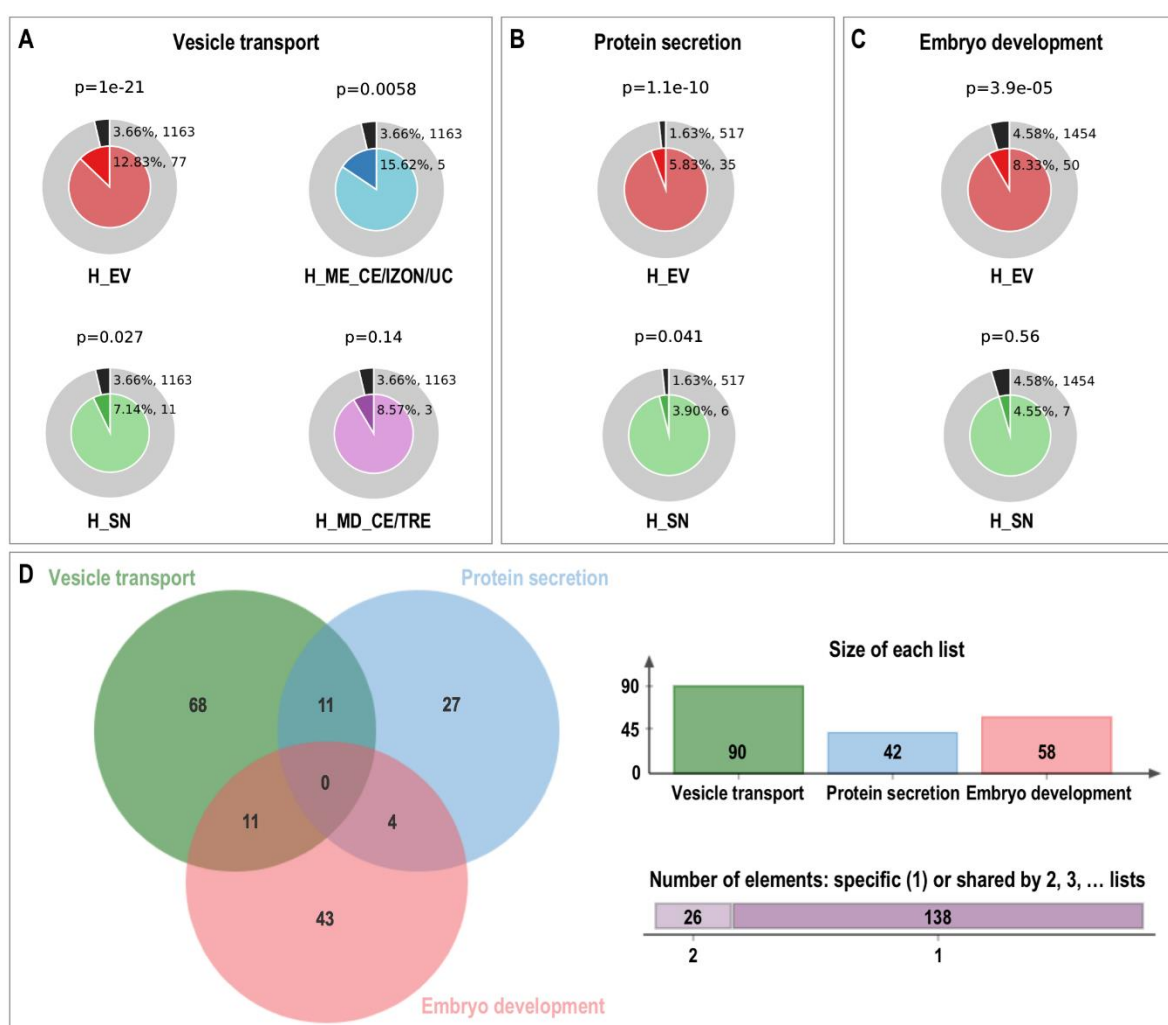 A
Vesicle transport
p=1e-21
3.66%, 1163
12.83%, 77
H_EV
p=0.0058
3.66%, 1163
15.62%, 5
H_ME_CE/IZON/UC
p=0.027
3.66%, 1163
7.14%, 11
H_SN
p=0.14
3.66%, 1163
8.57%, 3
H_MD_CE/TRE
B
Protein secretion
p=1.1e-10
1.63%, 517
5.83%, 35
H_EV
p=0.041
1.63%, 517
3.90%, 6
H_SN
C
Embryo development
p=3.9e-05
4.58%, 1454
8.33%, 50
H_EV
p=0.56
4.58%, 1454
4.55%, 7
H_SN
D
Vesicle transport
Protein secretion
68
11
27
0
11
4
43
Embryo development
Size of each list
90
45
0
90
42
58
Vesicle transport
Protein secretion
Embryo development
Number of elements: specific (1) or shared by 2, 3, ... lists
26
138
2
1